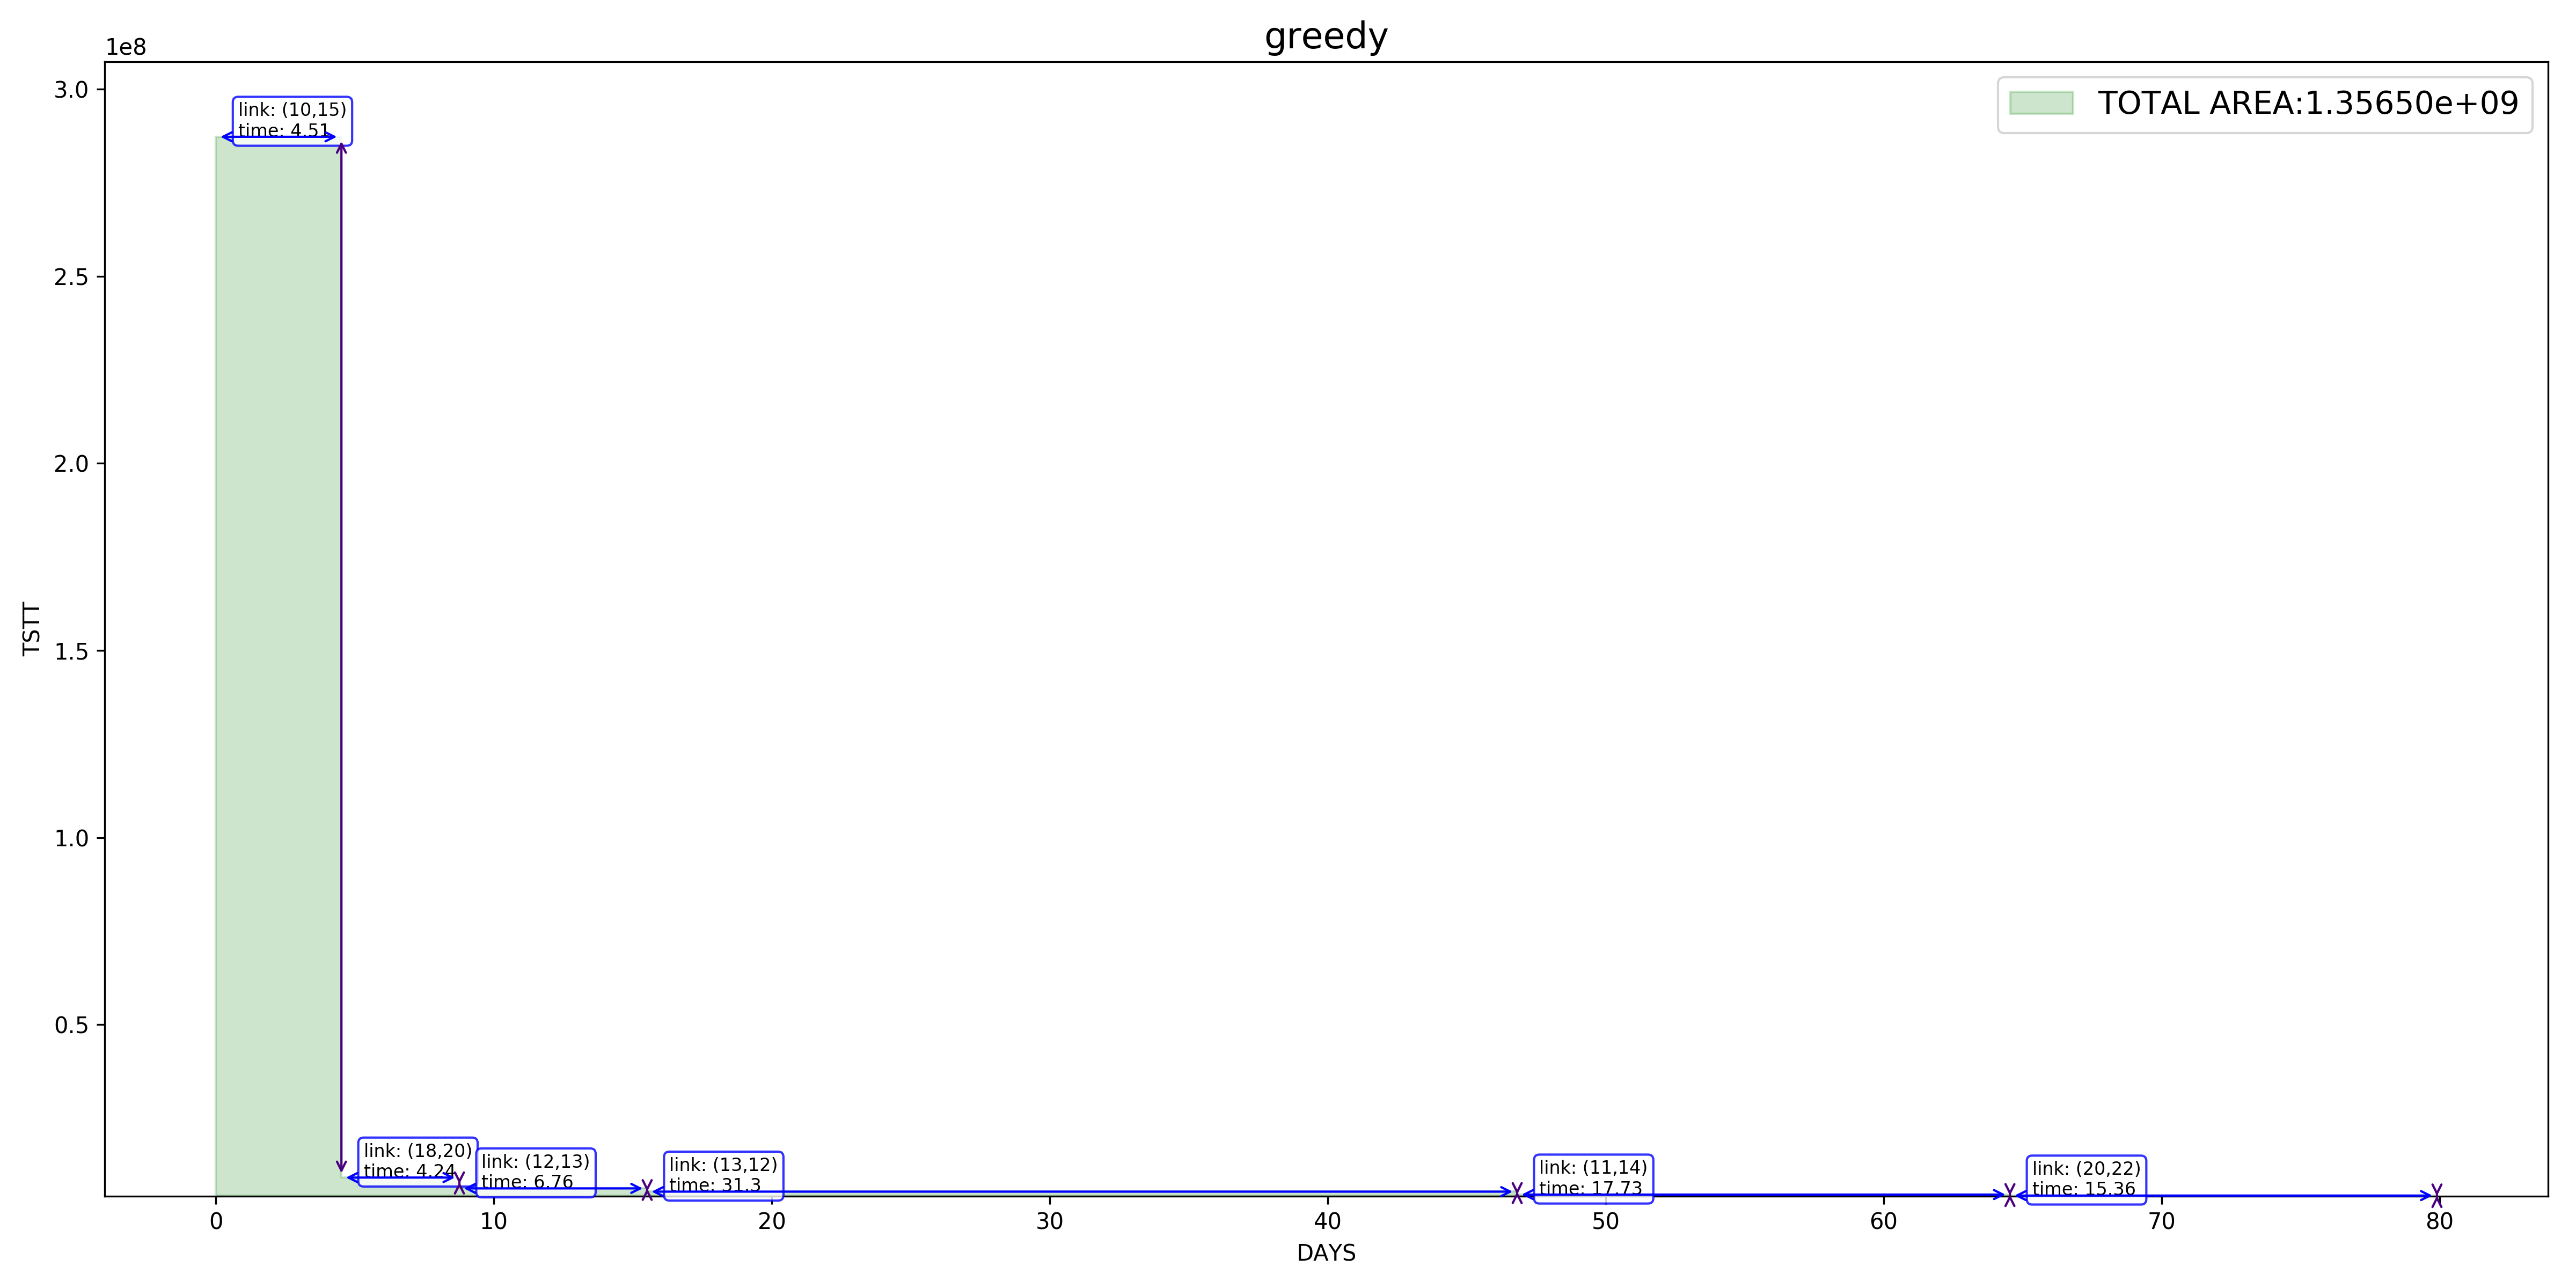 greedy
1e8
TOTAL AREA:1.35650e+09
3.0
2.5
2.0
1.5
1.0
0.5
TSTT
link: (10,15)
time: 4.51
link: (18,20)
time: 4.24
link: (12,13)
time: 6.76
link: (13,12)
time: 31.3
link: (11,14)
time: 17.73
link: (20,22)
time: 15.36
0 10 20 30 40 50 60 70 80
DAYS